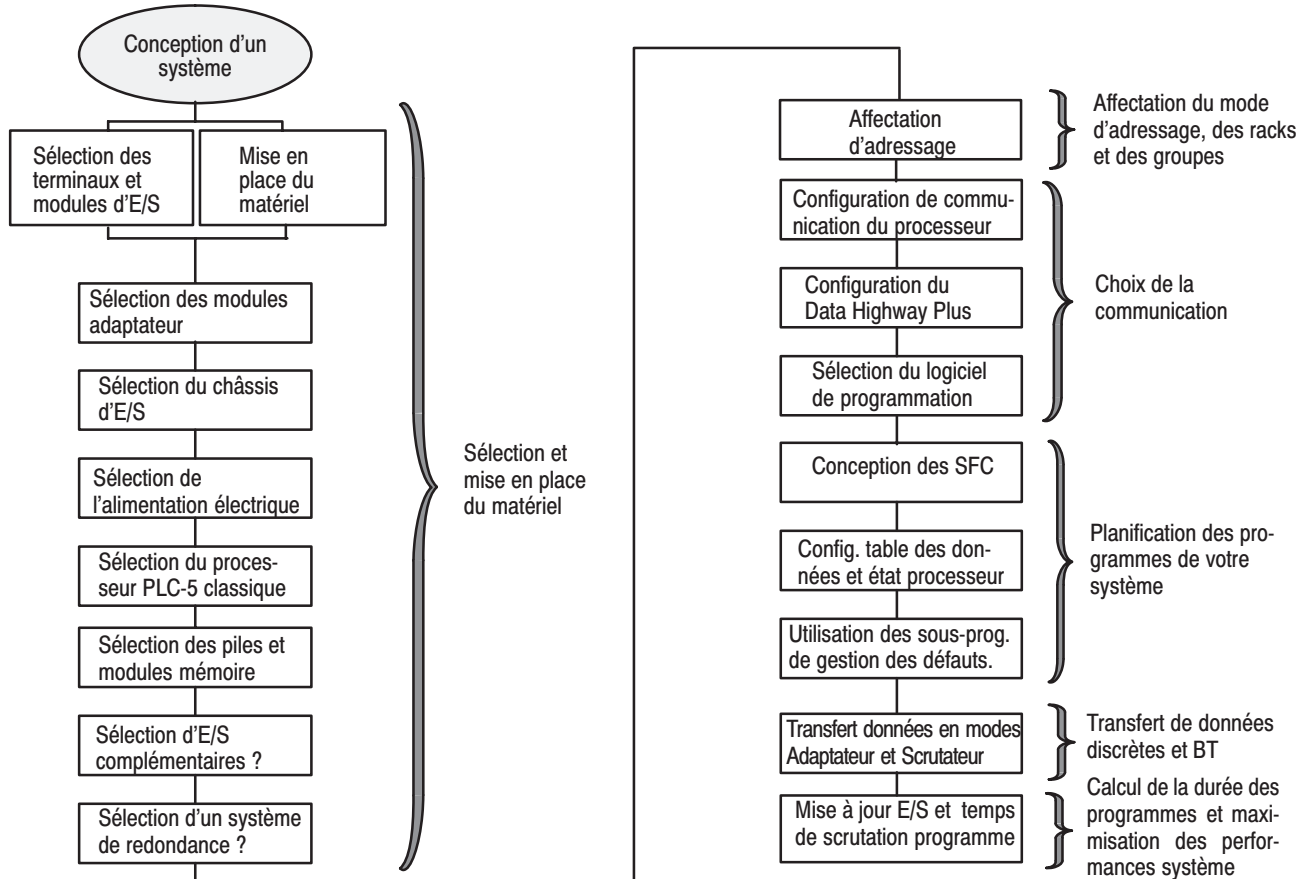 Conception d'un
système
Sélection des
terminaux et
modules d'E/S
Mise en
place du
matériel
Sélection des modules
adaptateur
Sélection du châssis
d'E/S
Sélection de
l'alimentation électrique
Sélection du proces-
seur PLC-5 classique
Sélection des piles et
modules mémoire
Sélection d'E/S
complémentaires ?
Sélection d'un système
de redondance ?
Sélection et
mise en place
du matériel
Affectation
d'adressage
Affectation du mode
d'adressage, des racks
et des groupes
Configuration de commu-
nication du processeur
Configuration du
Data Highway Plus
Sélection du logiciel
de programmation
Choix de la
communication
Conception des SFC
Config. table des don-
nées et état processeur
Utilisation des sous-prog.
de gestion des défauts.
Planification des pro-
grammes de votre
système
Transfert données en modes
Adaptateur et Scrutateur
Transfert de données
discrètes et BT
Mise à jour E/S et temps
de scrutation programme
Calcul de la durée des
programmes et maxi-
misation des perfor-
mances système